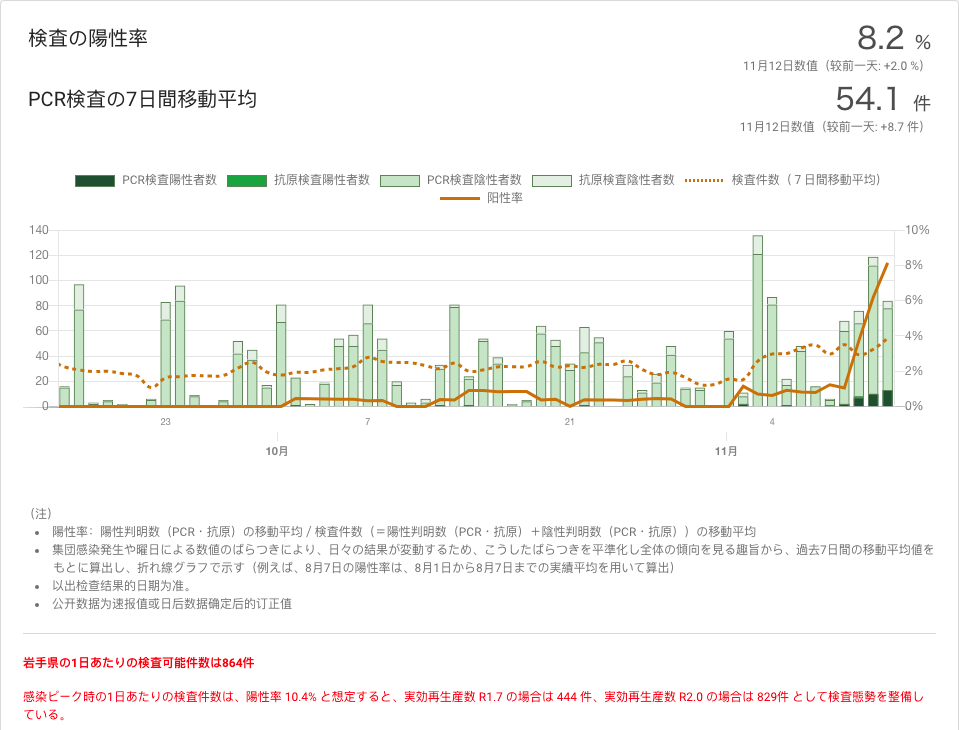 検査の陽性率
8.2 %
11月12日数值（较前一天: +2.0 %）
PCR検査の7日間移動平均
54.1 件
11月12日数值（较前一天: +8.7 件）
PCR検査陽性者数 抗原検査陽性者数 PCR検査陰性者数 抗原検査陰性者数 検査件数（７日間移動平均）
阳性率
140 10%
120 8%
100
80 6%
60 4%
40
20 2%
0 0%
23 7 21 4
10月 11月
（注）
陽性率：陽性判明数（PCR・抗原）の移動平均 / 検査件数（＝陽性判明数（PCR・抗原）＋陰性判明数（PCR・抗原））の移動平均
集団感染発生や曜日による数値のばらつきにより、日々の結果が変動するため、こうしたばらつきを平準化し全体の傾向を見る趣旨から、過去7日間の移動平均値を
もとに算出し、折れ線グラフで示す（例えば、8月7日の陽性率は、8月1日から8月7日までの実績平均を用いて算出）
以出检查结果的日期为准。
公开数据为速报值或日后数据确定后的订正值
岩手県の1日あたりの検査可能件数は864件
感染ピーク時の1日あたりの検査件数は、陽性率 10.4% と想定すると、実効再生産数 R1.7 の場合は 444 件、実効再生産数 R2.0 の場合は 829件 として検査態勢を整備し
ている。